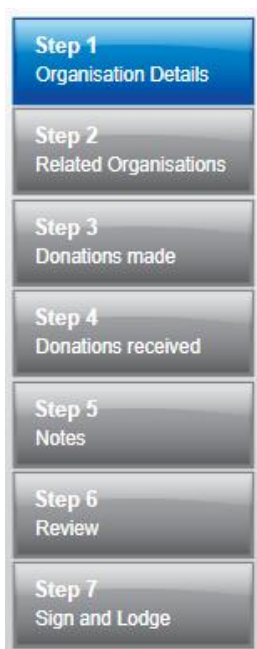 Step 1
Organisation Details
Step 2
Related Organisations
Step 3
Donations made
Step 4
Donations received
Step 5
Notes
Step 6
Review
Step 7
Sign and Lodge